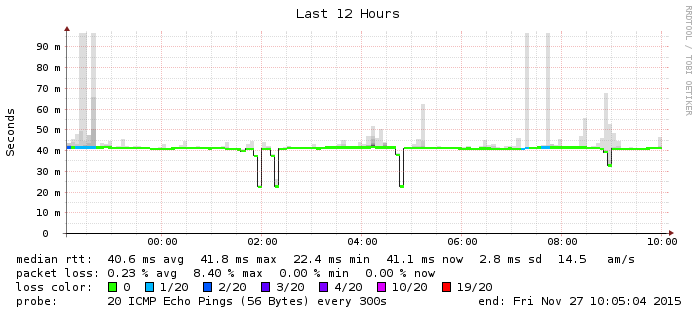 Last 12 Hours
RRDTOOL / TOBI OETIKER
Seconds
90 m
80 m
70 m
60 m
50 m
40 m
30 m
20 m
10 m
0
00:00 02:00 04:00 06:00 08:00 10:00
median rtt: 40.6 ms avg 41.8 ms max 22.4 ms min 41.1 ms now 2.8 ms sd 14.5 am/s
packet loss: 0.23 % avg 8.40 % max 0.00 % min 0.00 % now
loss color: 0 1/20 2/20 3/20 4/20 10/20 19/20
probe: 20 ICMP Echo Pings (56 Bytes) every 300s end: Fri Nov 27 10:05:04 2015